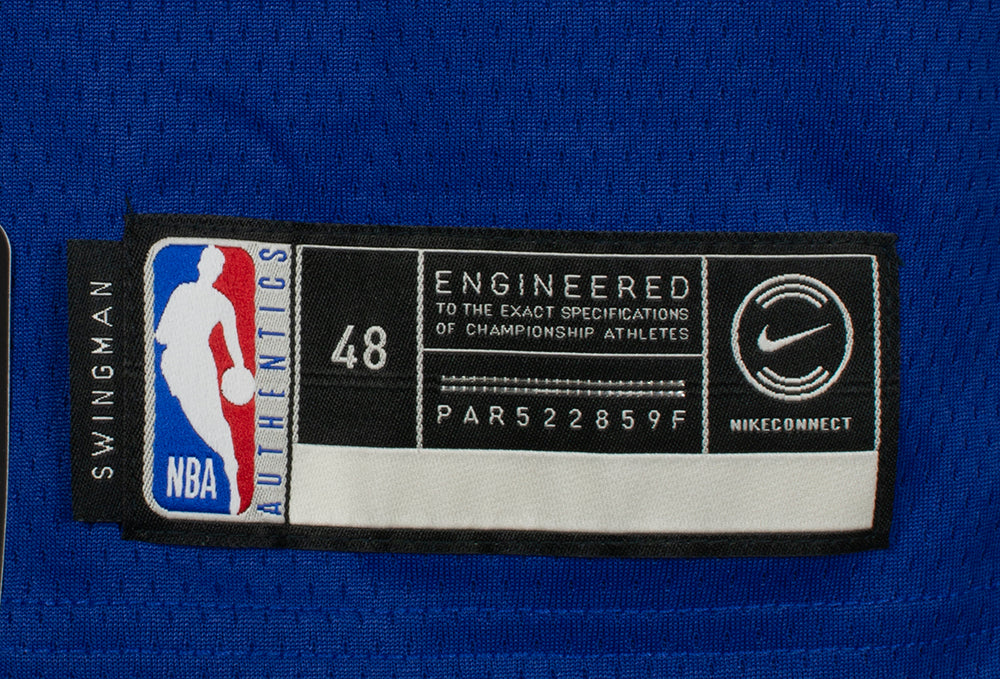 SWINGMAN
NBA
AUTHENTICS
48
ENGINEERED
TO THE EXACT SPECIFICATIONS
OF CHAMPIONSHIP ATHLETES
PAR522859F
NIKECONNECT